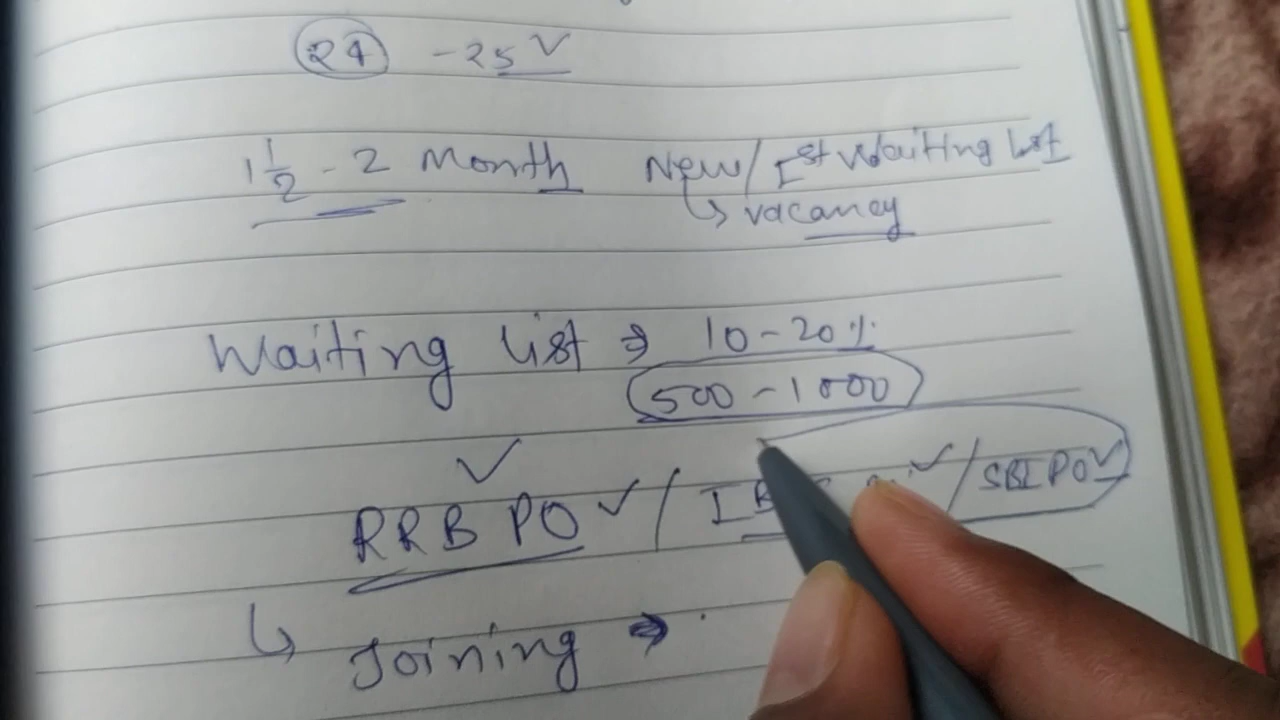 24 - 25 ✓
1 1/2 - 2 Month New / Ist Waiting list
↳ vacancy
Waiting list ⇒ 10 - 20%
500 - 1000
RRB PO ✓ / ✓ / SBI PO ✓
↳ Joining ⇒